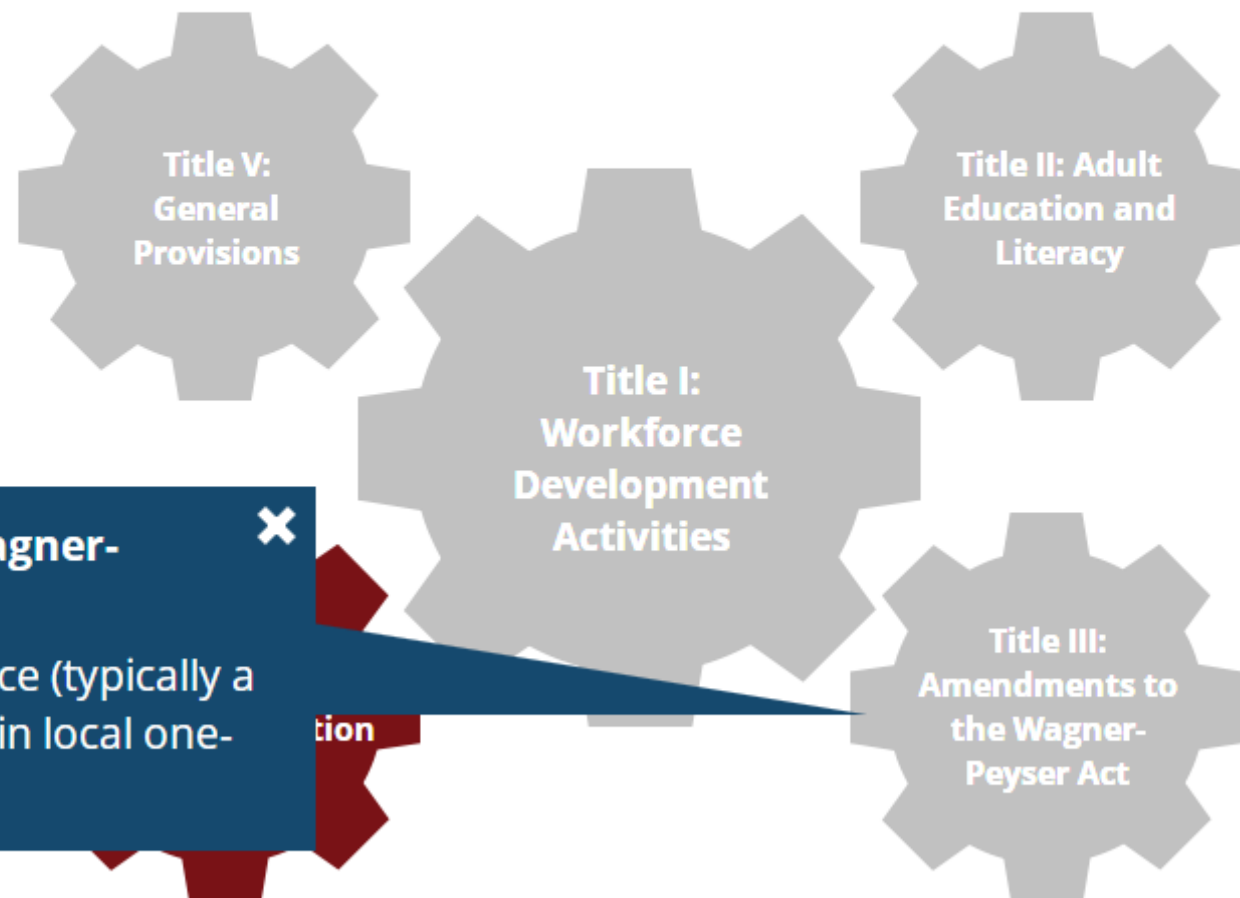 Title V:
General
Provisions
Title II: Adult
Education and
Literacy
Title I:
Workforce
Development
Activities
agner-
ce (typically a
in local one-
tion
Title III:
Amendments to
the Wagner-
Peyser Act